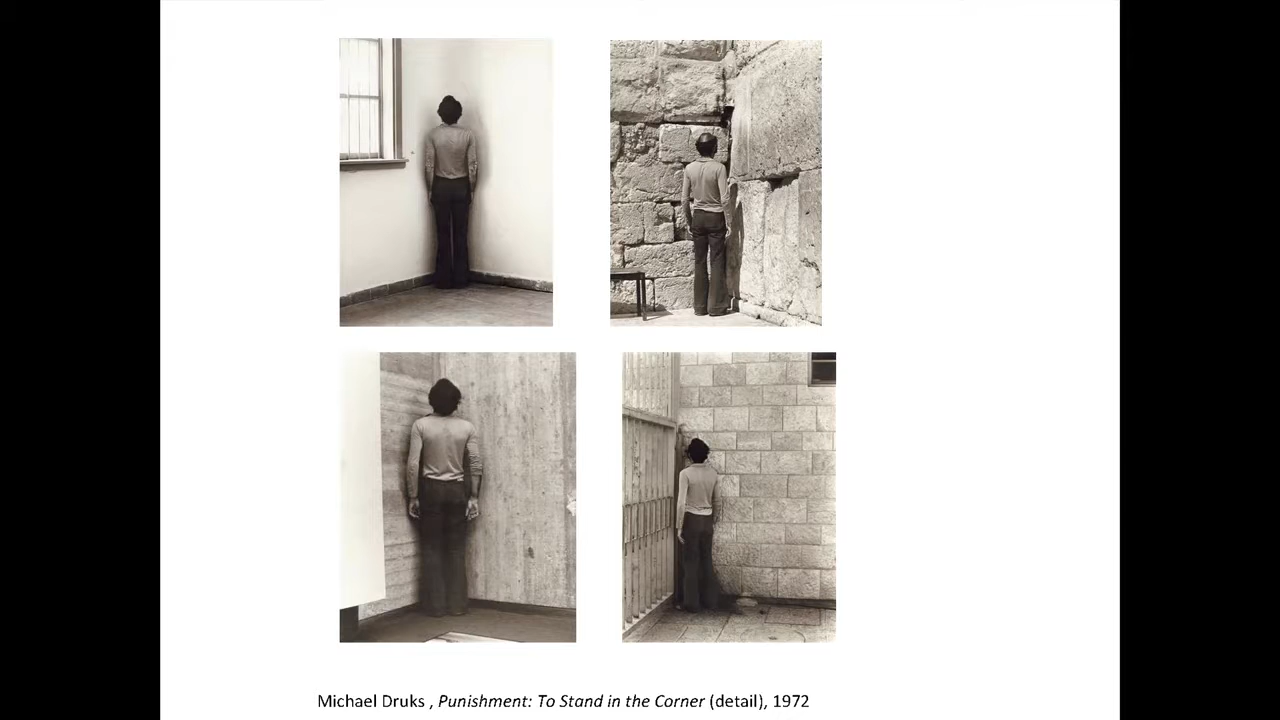 Michael Druks , Punishment: To Stand in the Corner (detail), 1972